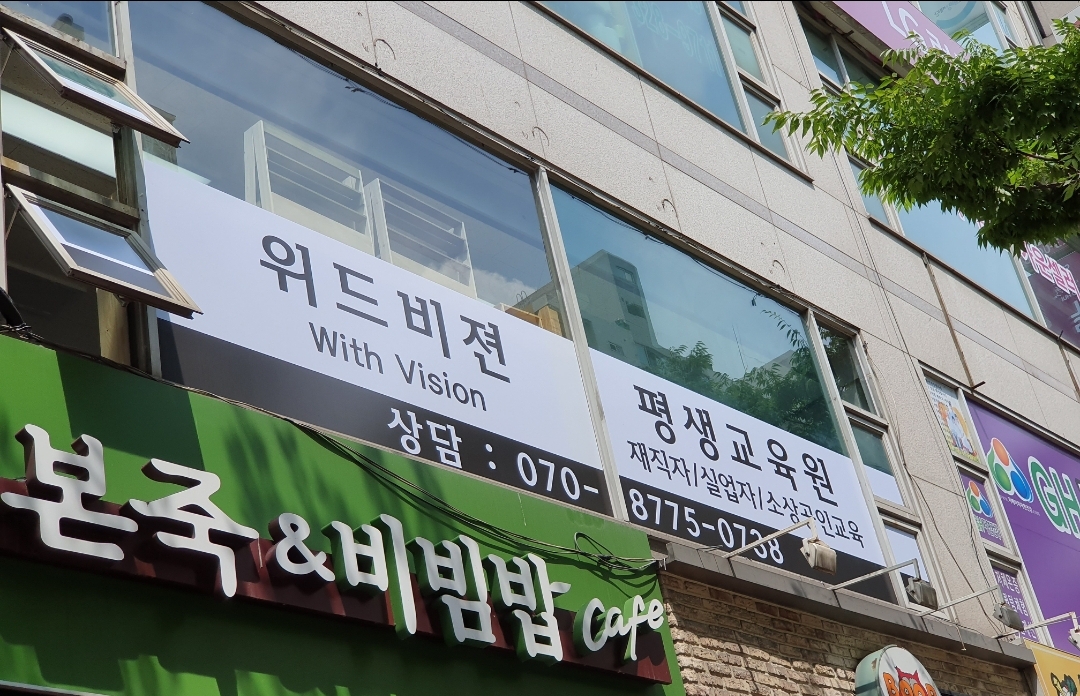 위드비젼
With Vision
상담 : 070-
평생교육원
재직자/실업자/소상공인교육
8775-0738
본죽&비빔밥 Cafe
GH